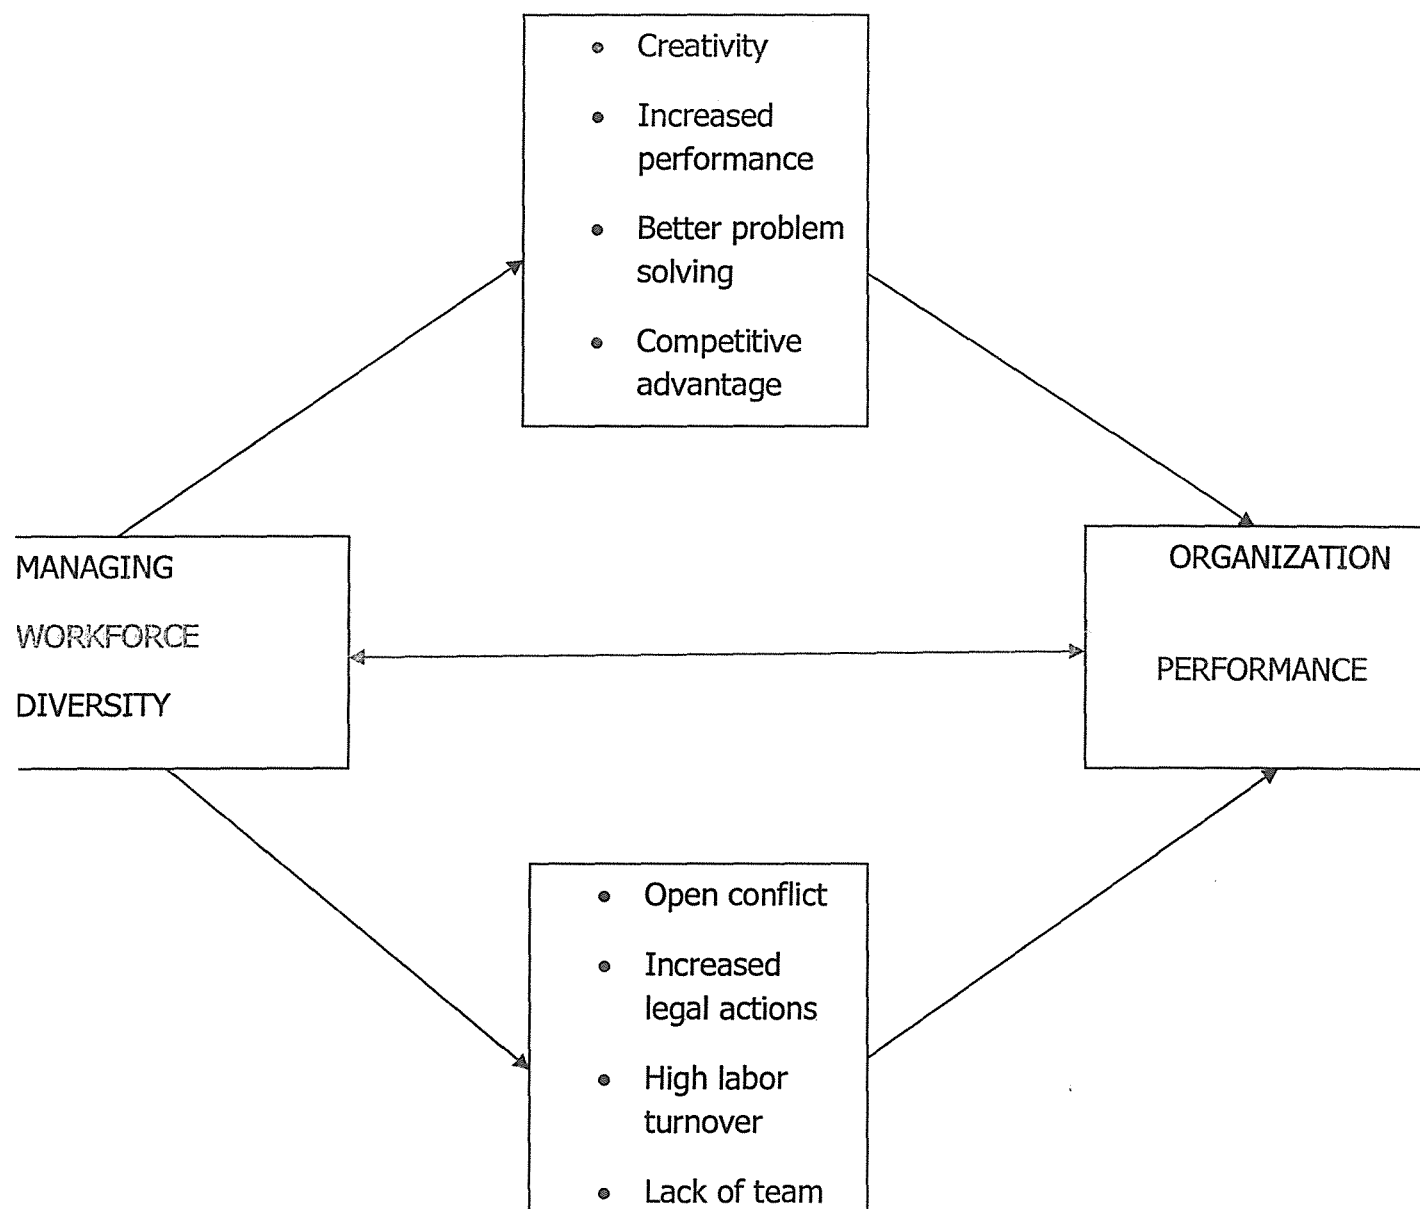 • Creativity
• Increased
performance
• Better problem
solving
• Competitive
advantage
MANAGING
WORKFORCE
DIVERSITY
ORGANIZATION
PERFORMANCE
• Open conflict
• Increased
legal actions
• High labor
turnover
• Lack of team